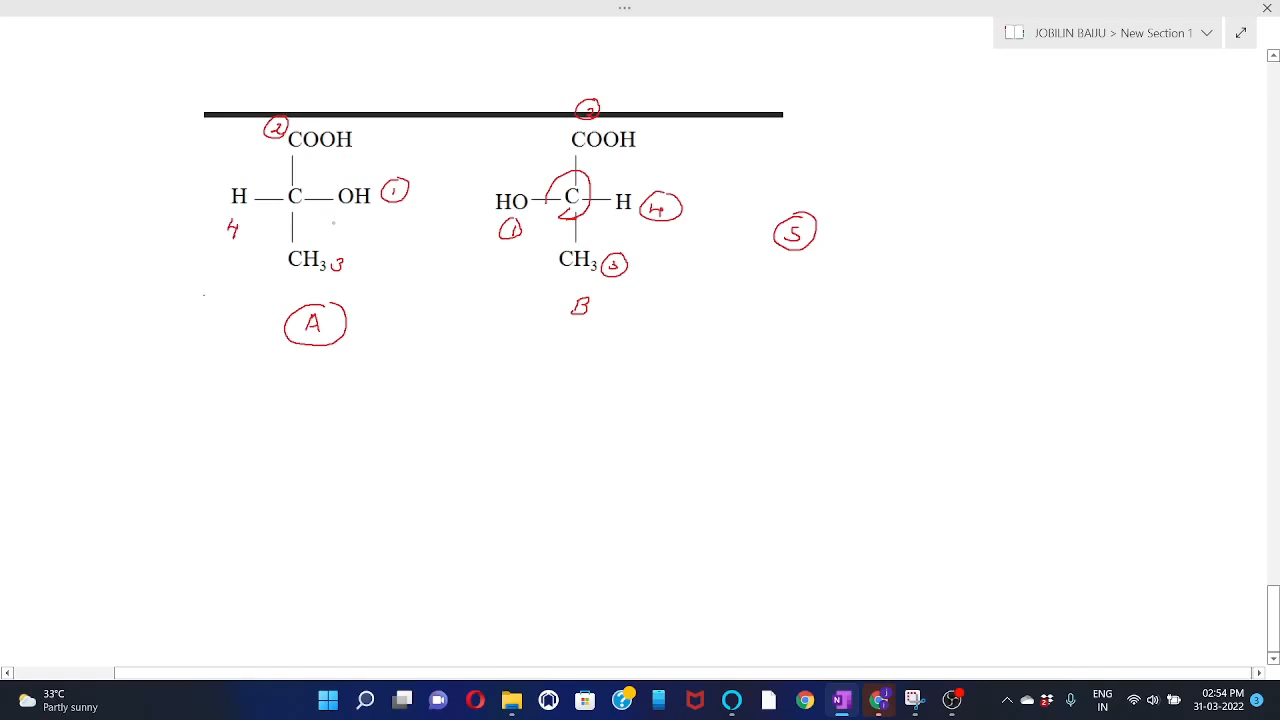 JOBILIN BAIJU > New Section 1
2 COOH
H C OH 1
4
CH3 3
A
2
COOH
HO C H 4
1
CH3 3
B
5
33°C
Partly sunny
ENG
IN
02:54 PM
31-03-2022
3